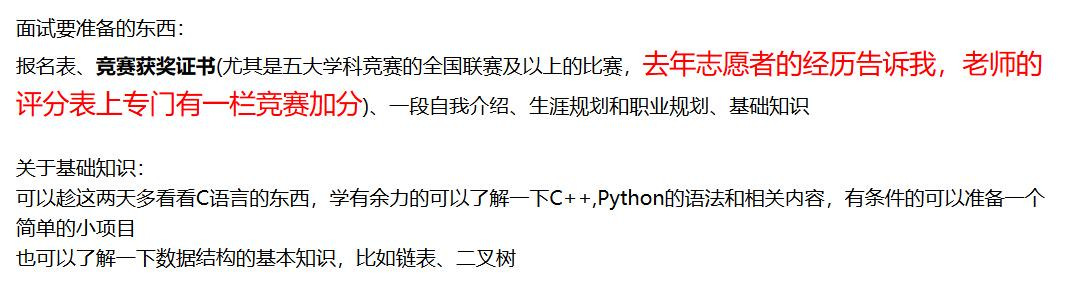 面试要准备的东西：
报名表、竞赛获奖证书(尤其是五大学科竞赛的全国联赛及以上的比赛，去年志愿者的经历告诉我，老师的
评分表上专门有一栏竞赛加分)、一段自我介绍、生涯规划和职业规划、基础知识
关于基础知识：
可以趁这两天多看看C语言的东西，学有余力的可以了解一下C++,Python的语法和相关内容，有条件的可以准备一个
简单的小项目
也可以了解一下数据结构的基本知识，比如链表、二叉树